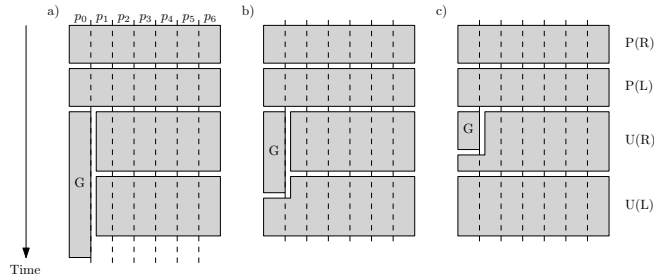 a) b) c)
p₀ p₁ p₂ p₃ p₄ p₅ p₆
P(R)
P(L)
G G G
U(R)
U(L)
Time